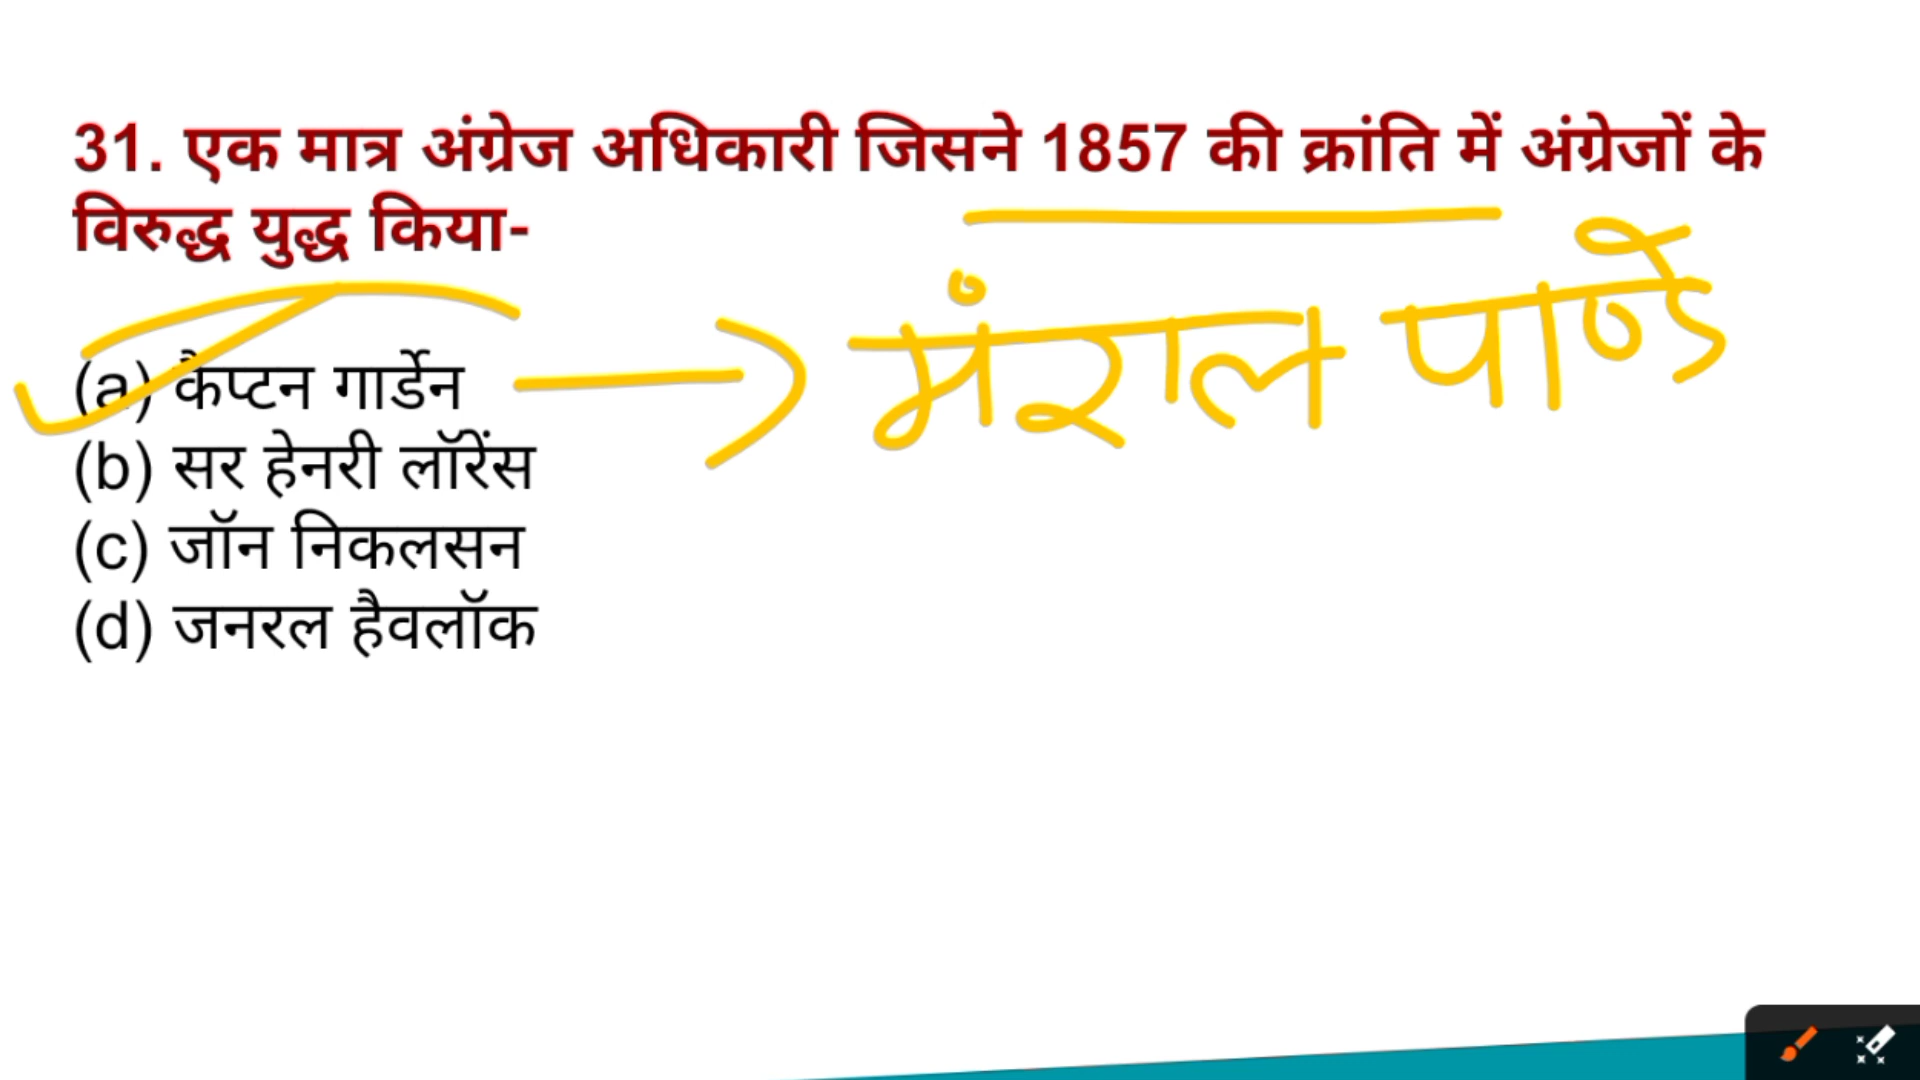 31. एक मात्र अंग्रेज अधिकारी जिसने 1857 की क्रांति में अंग्रेजों के
विरुद्ध युद्ध किया-
(a) कैप्टन गार्डेन
मंगल पाण्डे
(b) सर हेनरी लॉरेंस
(c) जॉन निकलसन
(d) जनरल हैवलॉक